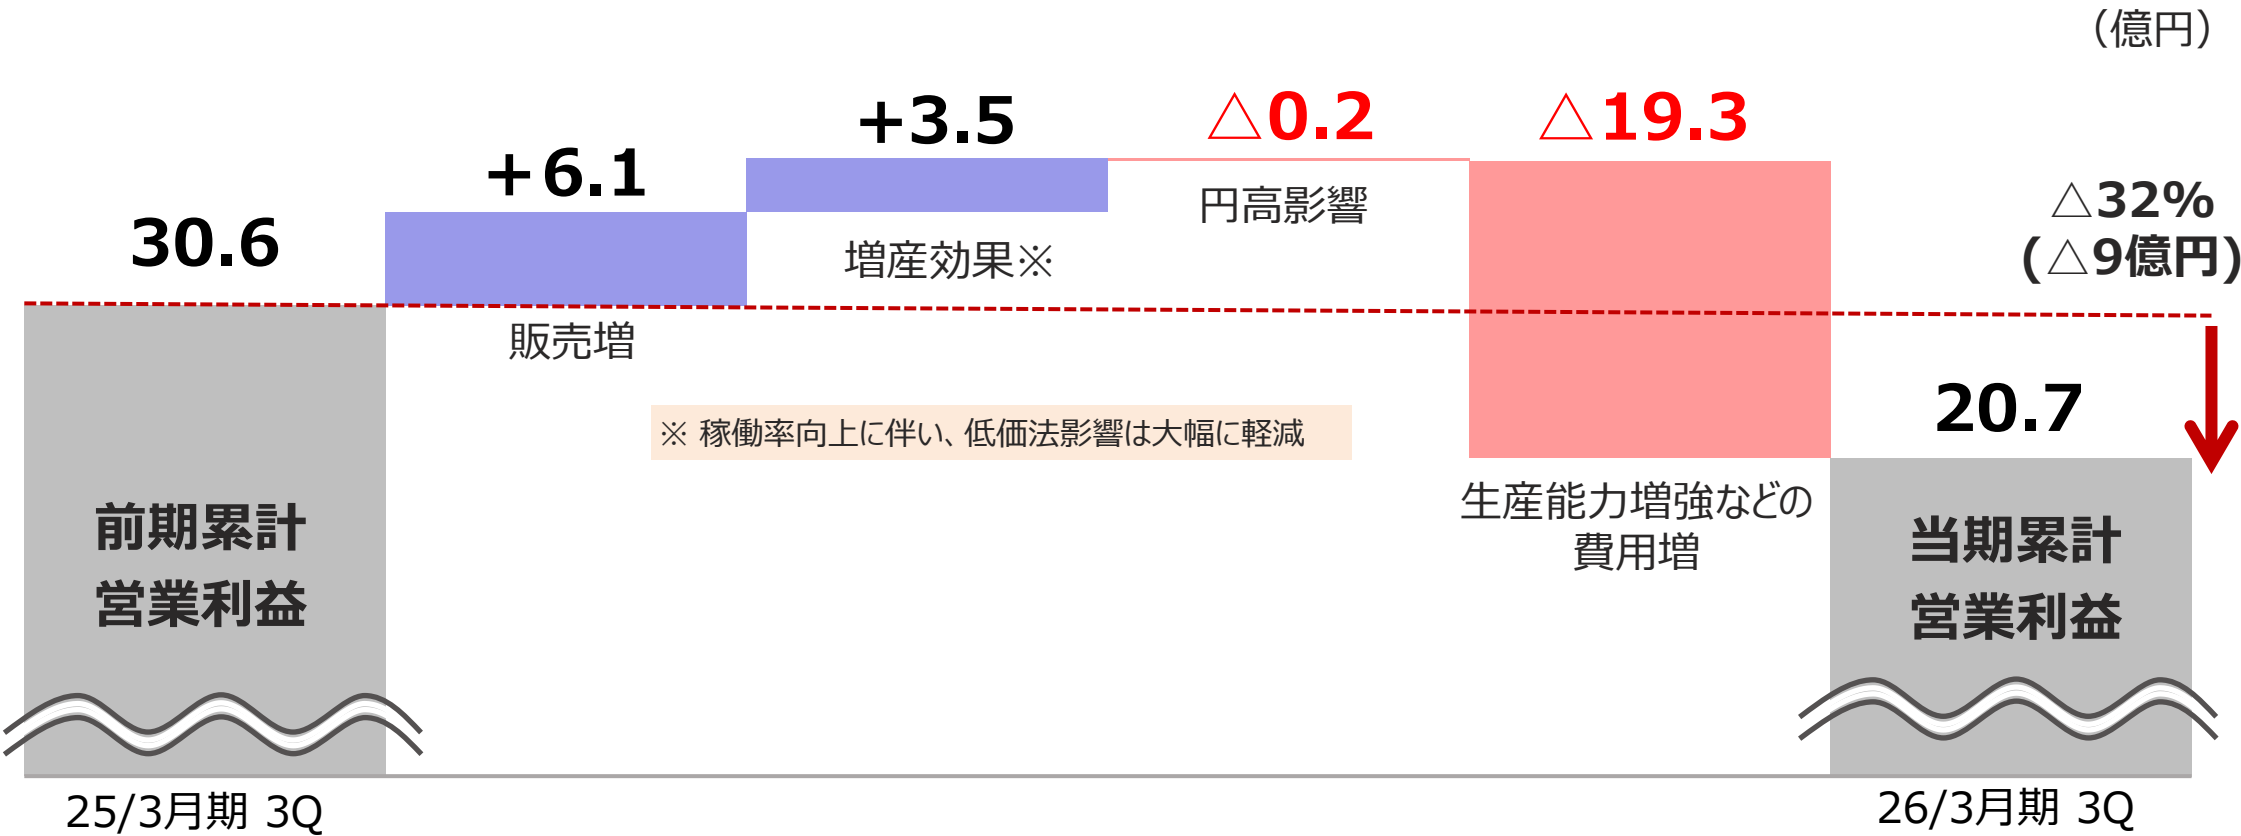 （億円）
30.6
+6.1
+3.5
△0.2
△19.3
△32%
(△9億円)
円高影響
増産効果※
販売増
※ 稼働率向上に伴い、低価法影響は大幅に軽減
20.7
生産能力増強などの
費用増
前期累計
営業利益
当期累計
営業利益
25/3月期 3Q
26/3月期 3Q